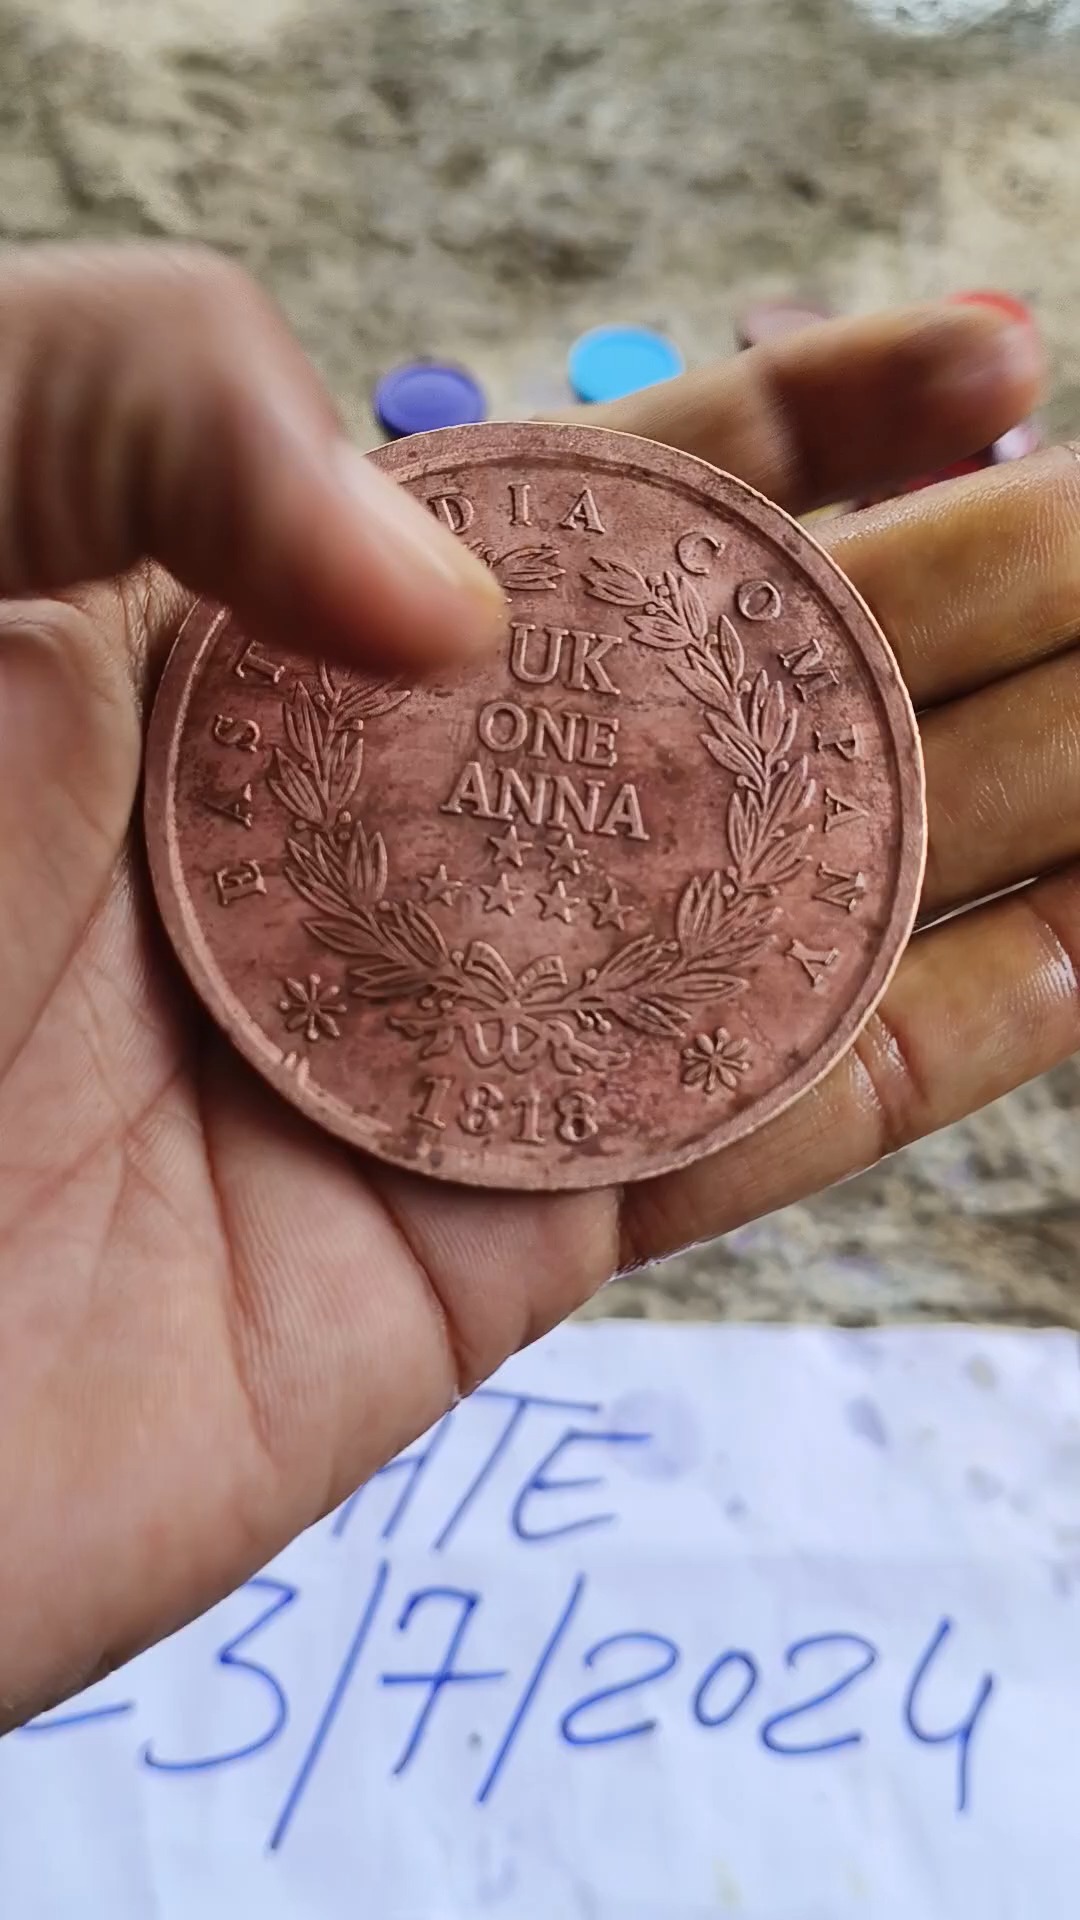 EAST DIA COMPANY
UK
ONE
ANNA
1818
ATE
-3/7/2024